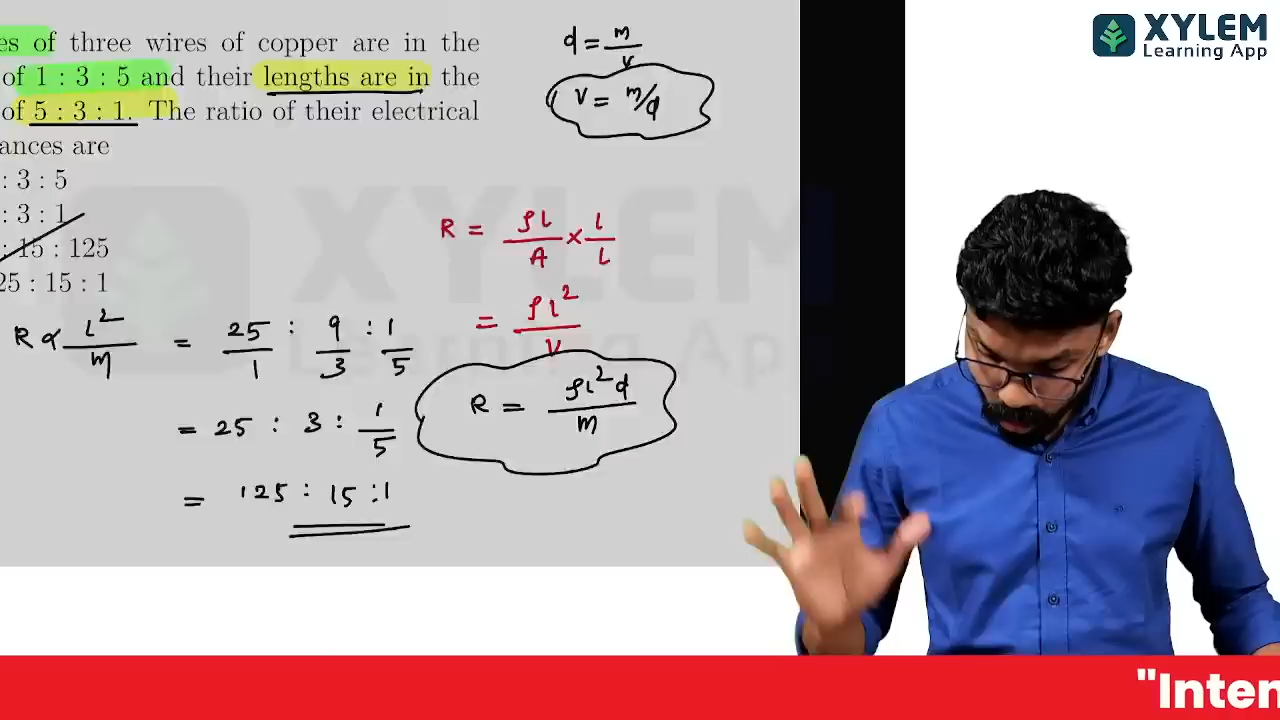 es of three wires of copper are in the
of 1 : 3 : 5 and their lengths are in the
of 5 : 3 : 1. The ratio of their electrical
ances are
: 3 : 5
: 3 : 1
: 15 : 125
25 : 15 : 1
d = m/v
v = m/d
R = ρl/A × l/l
= ρl²/V
R = ρl²d/m
R ∝ l²/m = 25/1 : 9/3 : 1/5
= 25 : 3 : 1/5
= 125 : 15 : 1
XYLEM
Learning App
XYLEM
Learning App
"Inten